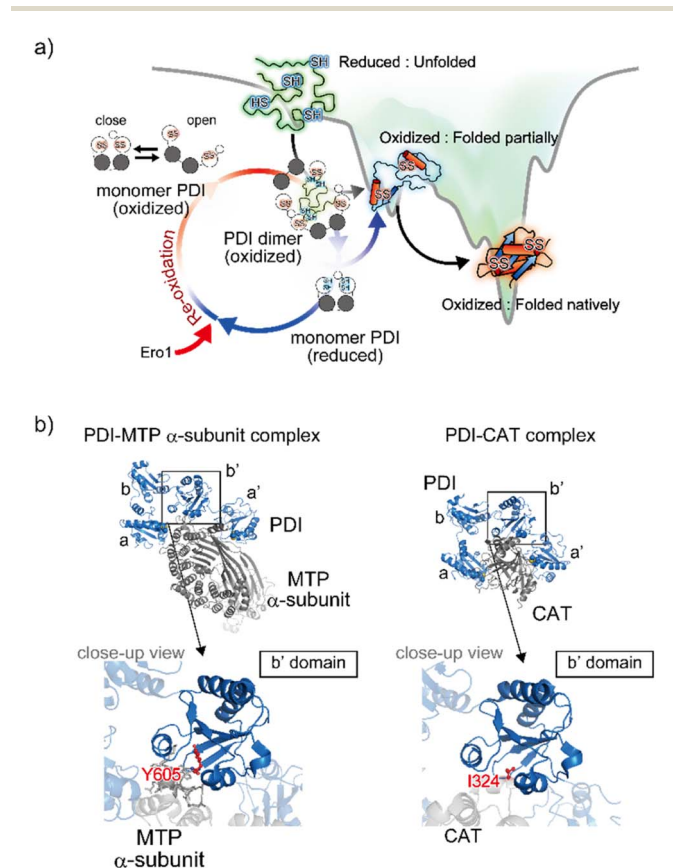 a)
SH
Reduced : Unfolded
SH
HS
SH
close
open
SS
SS
SS
SS
monomer PDI
(oxidized)
Oxidized : Folded partially
SS
SS
SS
SS
PDI dimer
(oxidized)
SS
SS
Oxidized : Folded natively
Re-oxidation
monomer PDI
(reduced)
Ero1
b)
PDI-MTP α-subunit complex
PDI-CAT complex
b'
b
a'
a
PDI
MTP
α-subunit
PDI
b'
b
a'
a
CAT
close-up view
b' domain
Y605
MTP
α-subunit
close-up view
b' domain
I324
CAT